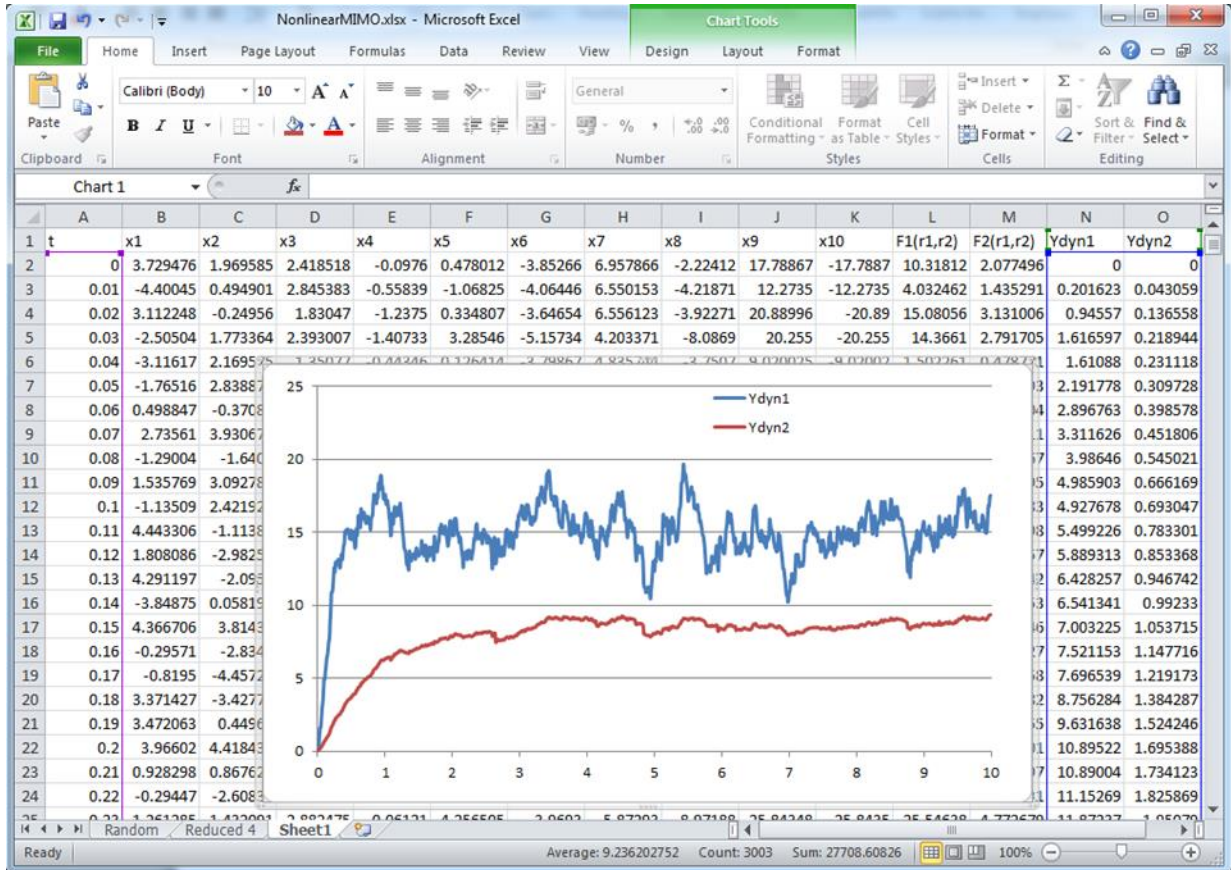 NonlinearMIMO.xlsx - Microsoft Excel
Chart Tools
File Home Insert Page Layout Formulas Data Review View Design Layout Format
Calibri (Body) 10 A A General Insert Σ
Paste B I U A $ % , .0 .00 .00 .0 Conditional Formatting Format as Table Cell Styles Delete Format Sort & Filter Find & Select
Clipboard Font Alignment Number Styles Cells Editing
Chart 1 fx
A B C D E F G H I J K L M N O
1 t x1 x2 x3 x4 x5 x6 x7 x8 x9 x10 F1(r1,r2) F2(r1,r2) Ydyn1 Ydyn2
2 0 3.729476 1.969585 2.418518 -0.0976 0.478012 -3.85266 6.957866 -2.22412 17.78867 -17.7887 10.31812 2.077496 0 0
3 0.01 -4.40045 0.494901 2.845383 -0.55839 -1.06825 -4.06446 6.550153 -4.21871 12.2735 -12.2735 4.032462 1.435291 0.201623 0.043059
4 0.02 3.112248 -0.24956 1.83047 -1.2375 0.334807 -3.64654 6.556123 -3.92271 20.88996 -20.89 15.08056 3.131006 0.94557 0.136558
5 0.03 -2.50504 1.773364 2.393007 -1.40733 3.28546 -5.15734 4.203371 -8.0869 20.255 -20.255 14.3661 2.791705 1.616597 0.218944
6 0.04 -3.11617 1.61088 0.231118
7 0.05 -1.76516 2.191778 0.309728
8 0.06 0.498847 2.896763 0.398578
9 0.07 2.73561 3.311626 0.451806
10 0.08 -1.29004 3.98646 0.545021
11 0.09 1.535769 4.985903 0.666169
12 0.1 -1.13509 4.927678 0.693047
13 0.11 4.443306 5.499226 0.783301
14 0.12 1.808086 5.889313 0.853368
15 0.13 4.291197 6.428257 0.946742
16 0.14 -3.84875 6.541341 0.99233
17 0.15 4.366706 7.003225 1.053715
18 0.16 -0.29571 7.521153 1.147716
19 0.17 -0.8195 7.696539 1.219173
20 0.18 3.371427 8.756284 1.384287
21 0.19 3.472063 9.631638 1.524246
22 0.2 3.96602 10.89522 1.695388
23 0.21 0.928298 10.89004 1.734123
24 0.22 -0.29447 11.15269 1.825869
Ydyn1
Ydyn2
25
20
15
10
5
0
0 1 2 3 4 5 6 7 8 9 10
Random Reduced 4 Sheet1
Ready Average: 9.236202752 Count: 3003 Sum: 27708.60826 100%